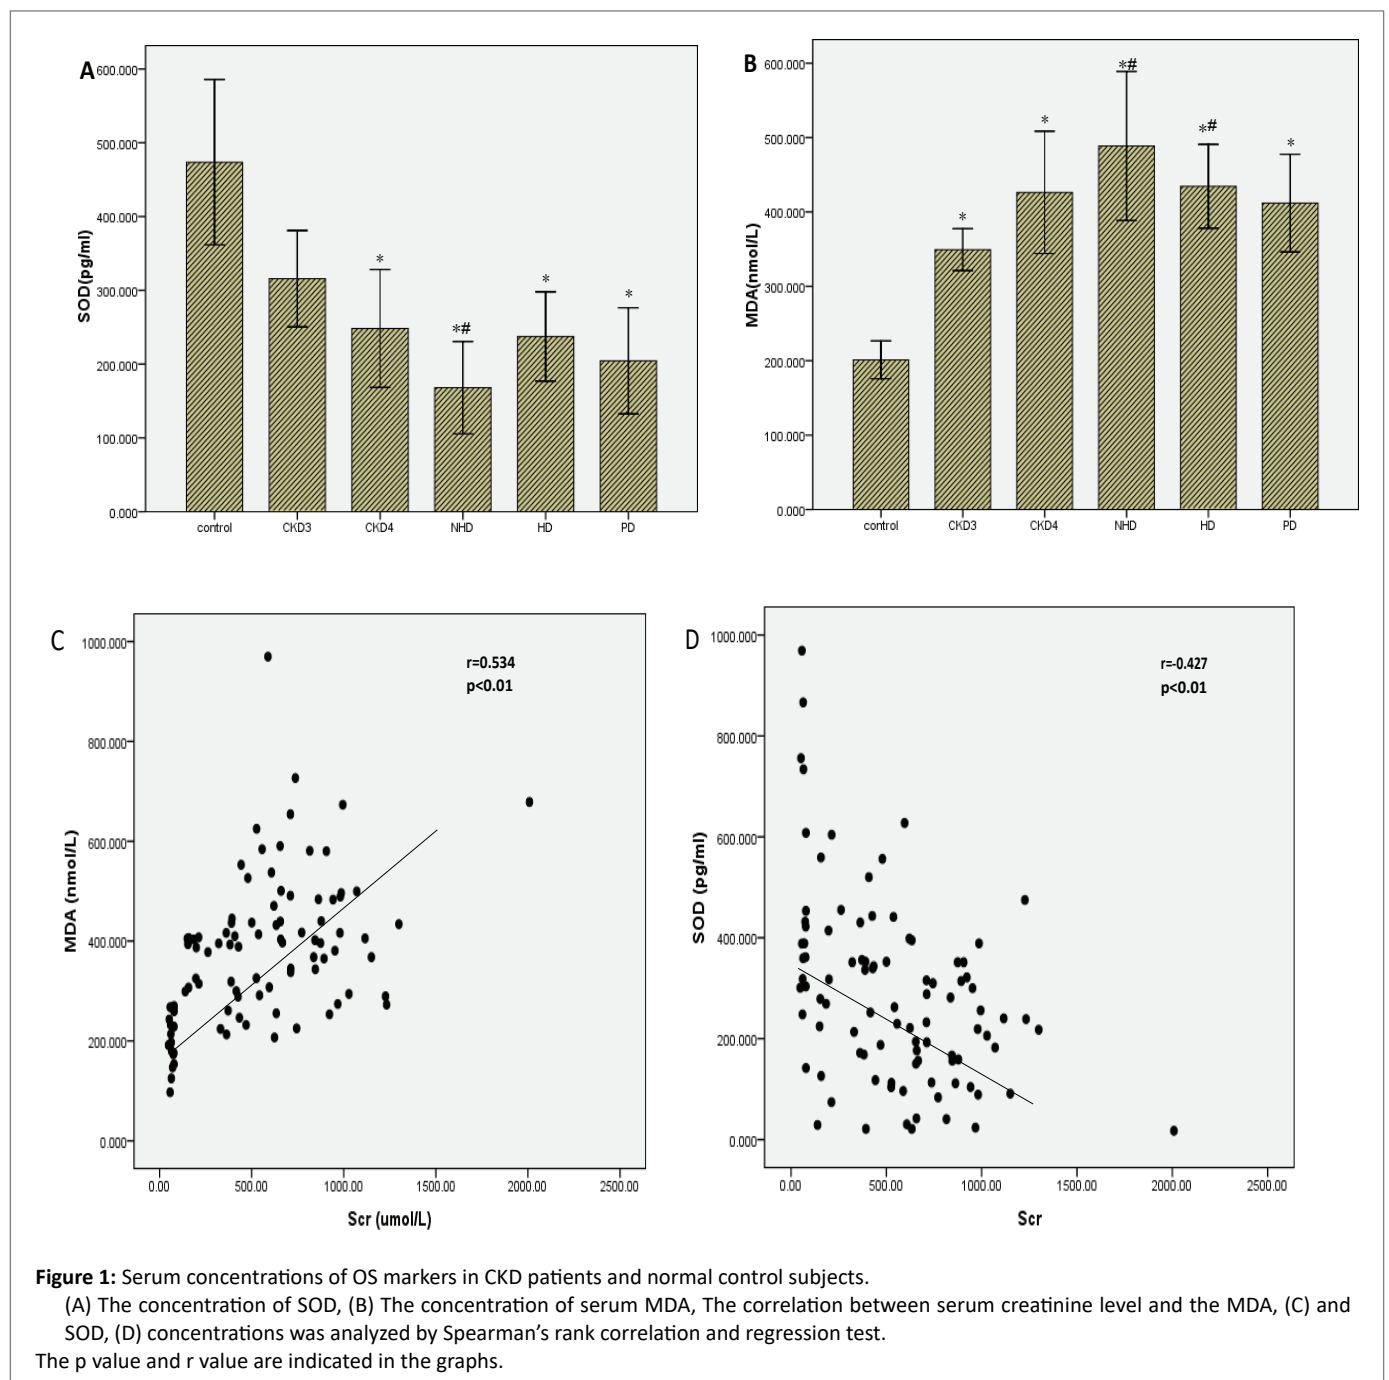 A
600.000
500.000
400.000
300.000
200.000
100.000
0.000
SOD(pg/ml)
*
*#
*
*
control CKD3 CKD4 NHD HD PD
B
600.000
500.000
400.000
300.000
200.000
100.000
0.000
MDA(nmol/L)
*
*
*#
*#
*
control CKD3 CKD4 NHD HD PD
C
1000.000
800.000
600.000
400.000
200.000
0.000
MDA (nmol/L)
r=0.534
p<0.01
0.00 500.00 1000.00 1500.00 2000.00 2500.00
Scr (umol/L)
D
1000.000
800.000
600.000
400.000
200.000
0.000
SOD (pg/ml)
r=-0.427
p<0.01
0.00 500.00 1000.00 1500.00 2000.00 2500.00
Scr
Figure 1: Serum concentrations of OS markers in CKD patients and normal control subjects.
(A) The concentration of SOD, (B) The concentration of serum MDA, The correlation between serum creatinine level and the MDA, (C) and
SOD, (D) concentrations was analyzed by Spearman's rank correlation and regression test.
The p value and r value are indicated in the graphs.